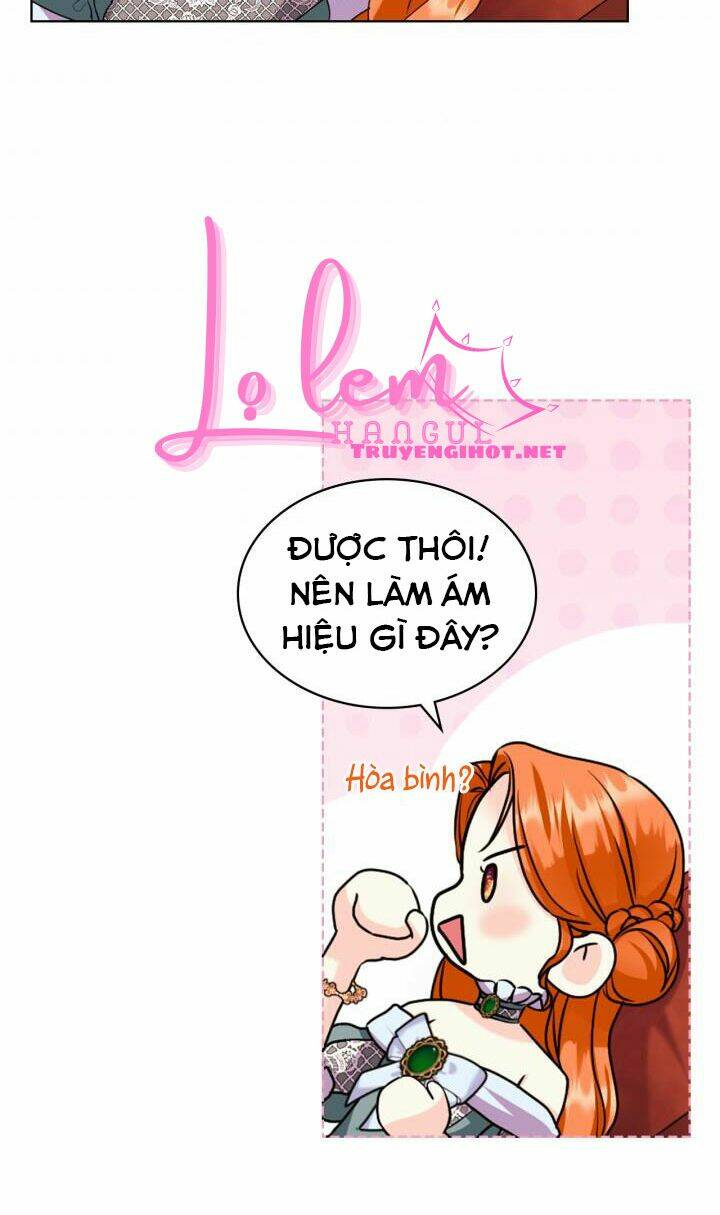 Lọ lem
HANGUL
TRUYENGIHOT.NET
ĐƯỢC THÔI!
NÊN LÀM ÁM
HIỆU GÌ ĐÂY?
Hòa bình?